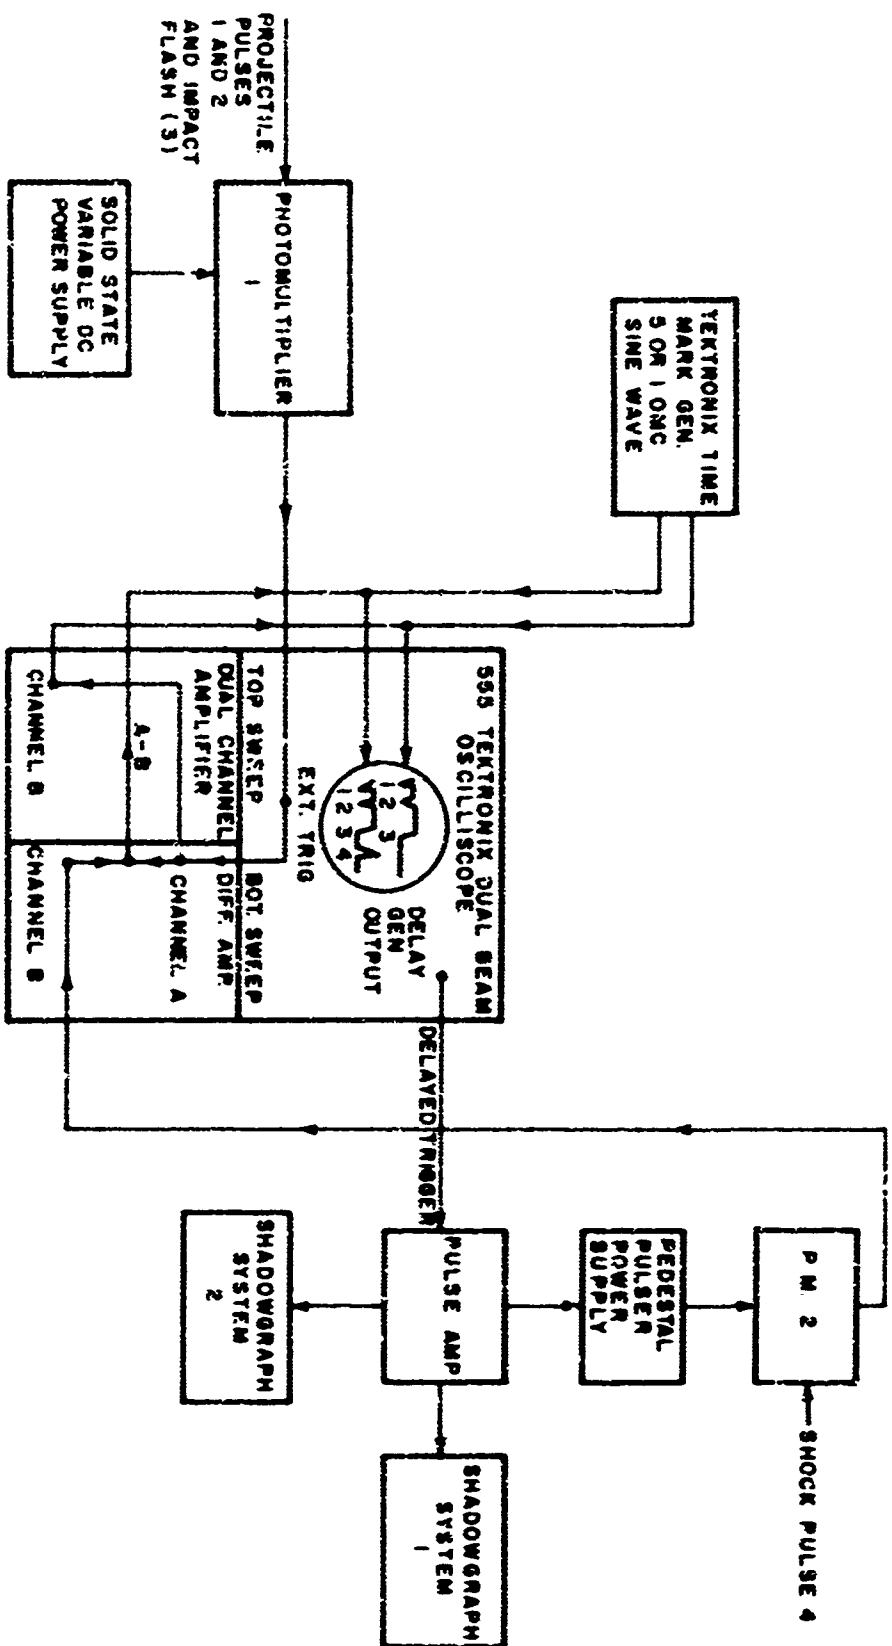 PROJECTILE
PULSES
1 AND 2
AND IMPACT
FLASH (3)
PHOTOMULTIPLIER
1
SOLID STATE
VARIABLE DC
POWER SUPPLY
TEKTRONIX TIME
MARK GEN.
5 OR 10MC
SINE WAVE
555 TEKTRONIX DUAL BEAM
OSCILLISCOPE
1 2 3
1 2 3 4
DELAY
GEN
OUTPUT
EXT. TRIG
TOP SWEEP
BOT. SWEEP
DUAL CHANNEL
AMPLIFIER
DIFF. AMP.
CHANNEL A
A-B
CHANNEL B
CHANNEL B
DELAYED TRIGGER
PULSE AMP
PEDESTAL
PULSER
POWER
SUPPLY
P M. 2
SHOCK PULSE 4
SHADOWGRAPH
SYSTEM
2
SHADOWGRAPH
SYSTEM
1